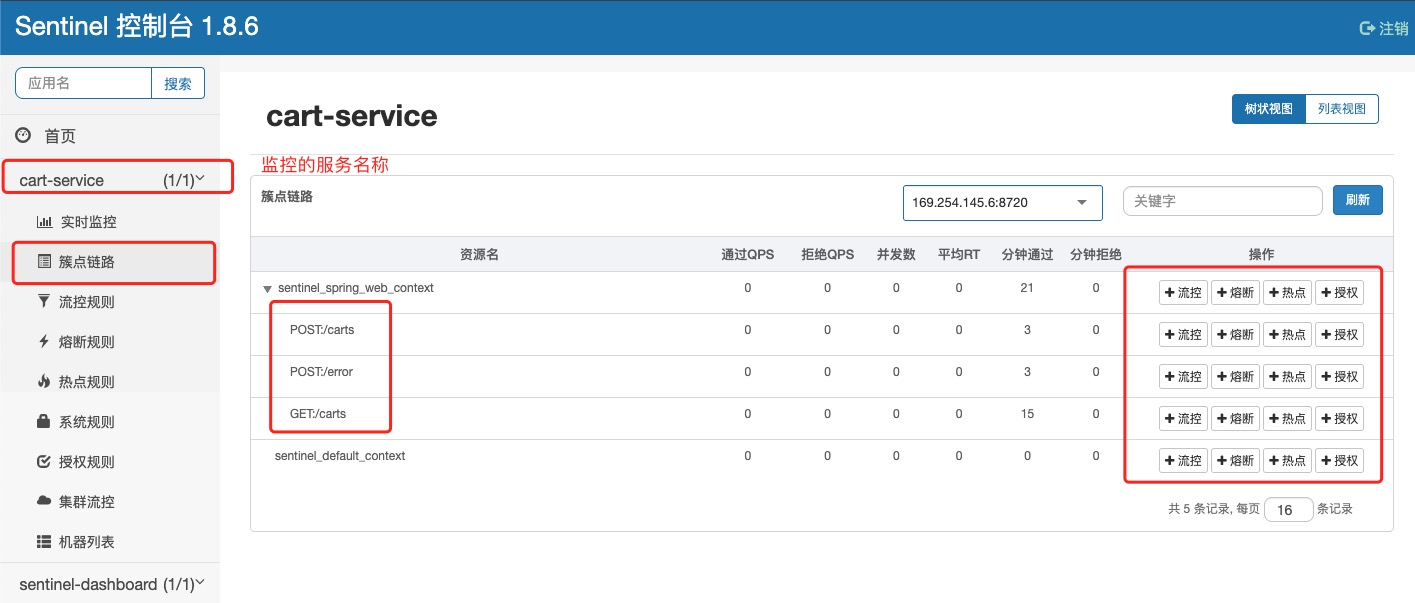 Sentinel 控制台 1.8.6
注销
应用名 搜索
首页
cart-service (1/1)
实时监控
簇点链路
流控规则
熔断规则
热点规则
系统规则
授权规则
集群流控
机器列表
sentinel-dashboard (1/1)
cart-service
树状视图 列表视图
监控的服务名称
簇点链路 169.254.145.6:8720 关键字 刷新
资源名 通过QPS 拒绝QPS 并发数 平均RT 分钟通过 分钟拒绝 操作
sentinel_spring_web_context 0 0 0 0 21 0 +流控 +熔断 +热点 +授权
POST:/carts 0 0 0 0 3 0 +流控 +熔断 +热点 +授权
POST:/error 0 0 0 0 3 0 +流控 +熔断 +热点 +授权
GET:/carts 0 0 0 0 15 0 +流控 +熔断 +热点 +授权
sentinel_default_context 0 0 0 0 0 0 +流控 +熔断 +热点 +授权
共 5 条记录, 每页 16 条记录